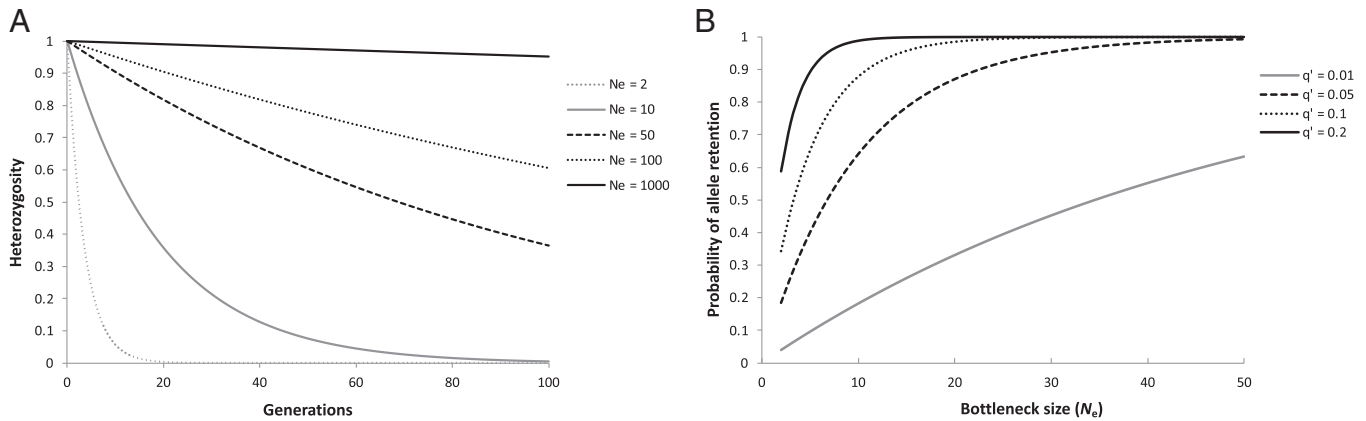 A
Heterozygosity
1
0.9
0.8
0.7
0.6
0.5
0.4
0.3
0.2
0.1
0
0 20 40 60 80 100
Generations
Ne = 2
Ne = 10
Ne = 50
Ne = 100
Ne = 1000
B
Probability of allele retention
1
0.9
0.8
0.7
0.6
0.5
0.4
0.3
0.2
0.1
0
0 10 20 30 40 50
Bottleneck size (Ne)
q' = 0.01
q' = 0.05
q' = 0.1
q' = 0.2